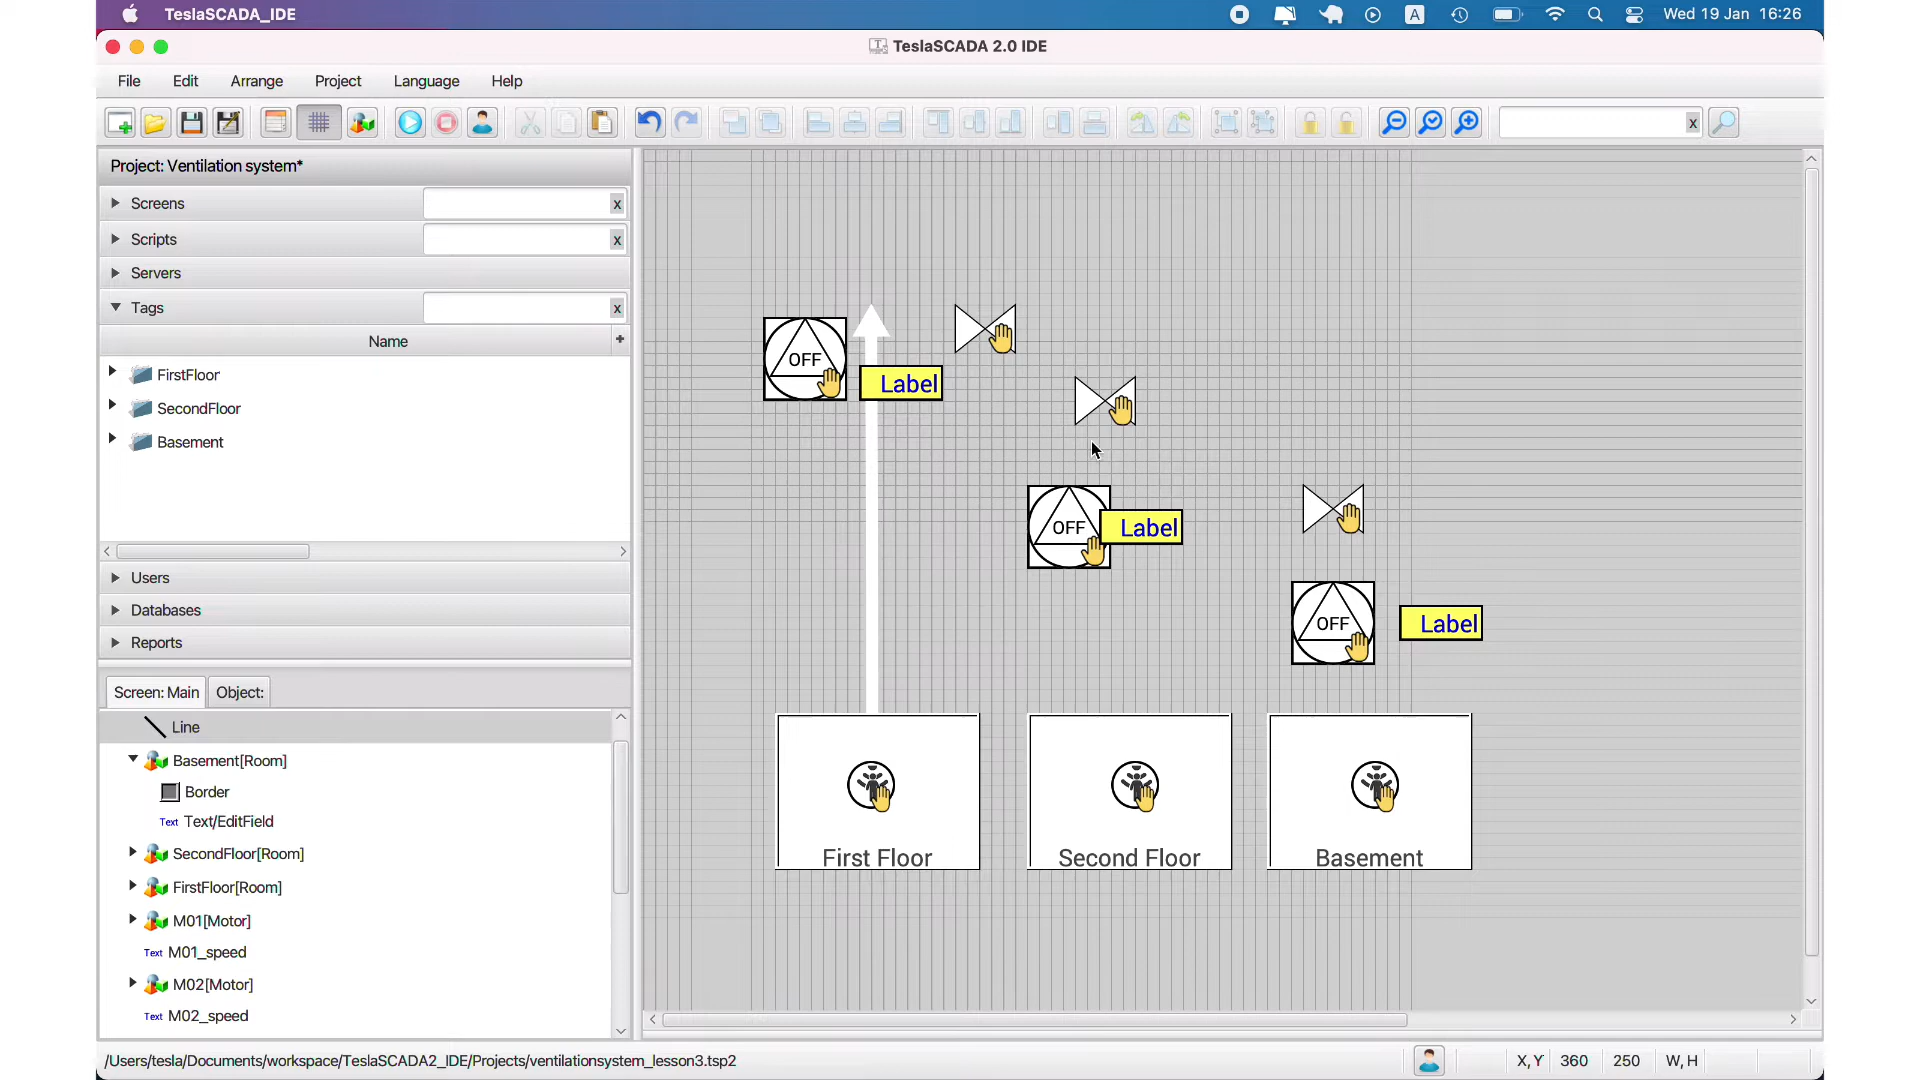 TeslaSCADA_IDE
A
Wed 19 Jan 16:26
TeslaSCADA 2.0 IDE
File Edit Arrange Project Language Help
x
Project: Ventilation system*
Screens
x
Scripts
x
Servers
Tags
x
Name
+
FirstFloor
SecondFloor
Basement
Users
Databases
Reports
Screen: Main
Object:
Line
Basement[Room]
Border
Text Text/EditField
SecondFloor[Room]
FirstFloor[Room]
M01[Motor]
Text M01_speed
M02[Motor]
Text M02_speed
OFF
Label
OFF
Label
OFF
Label
First Floor
Second Floor
Basement
/Users/tesla/Documents/workspace/TeslaSCADA2_IDE/Projects/ventilationsystem_lesson3.tsp2
X, Y 360 250 W, H